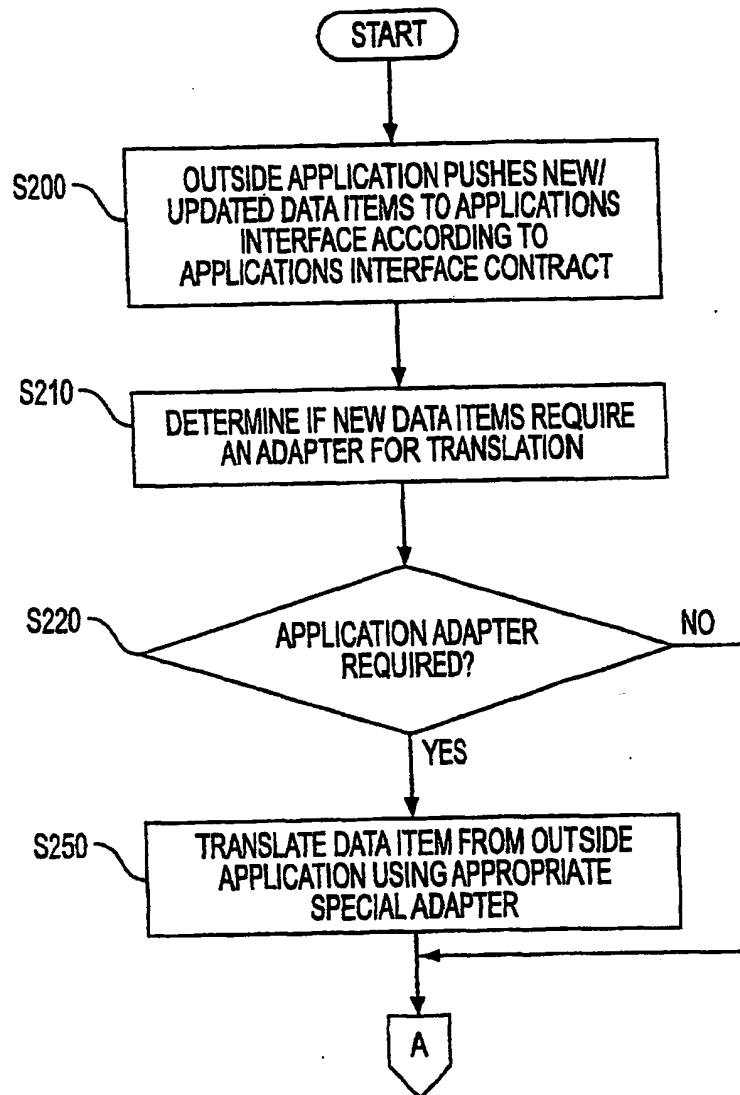 START
S200
OUTSIDE APPLICATION PUSHES NEW/
UPDATED DATA ITEMS TO APPLICATIONS
INTERFACE ACCORDING TO
APPLICATIONS INTERFACE CONTRACT
S210
DETERMINE IF NEW DATA ITEMS REQUIRE
AN ADAPTER FOR TRANSLATION
S220
APPLICATION ADAPTER
REQUIRED?
NO
YES
S250
TRANSLATE DATA ITEM FROM OUTSIDE
APPLICATION USING APPROPRIATE
SPECIAL ADAPTER
A